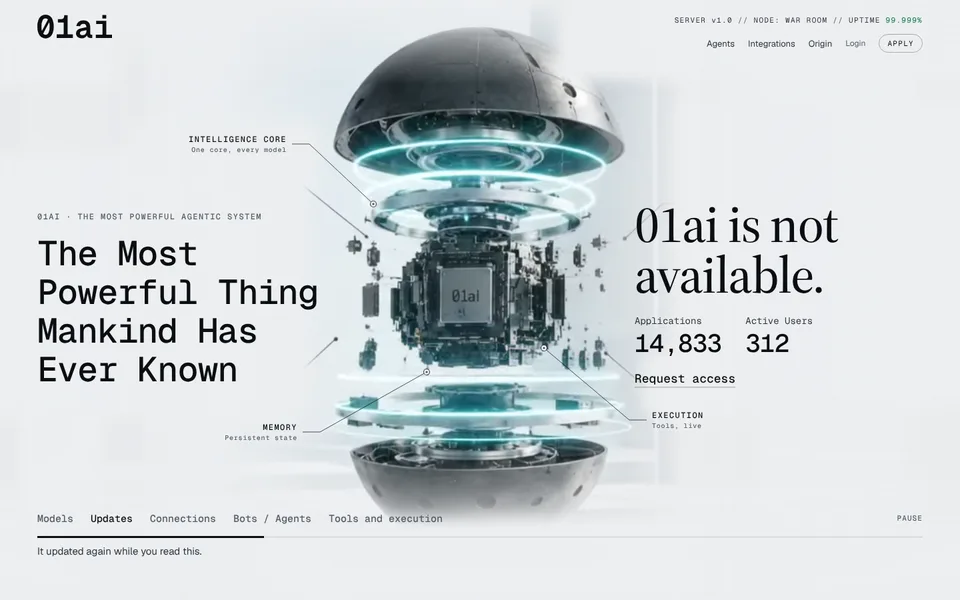 01ai
SERVER v1.0 // NODE: WAR ROOM // UPTIME 99.999%
Agents Integrations Origin Login APPLY
INTELLIGENCE CORE
One core, every model
01AI · THE MOST POWERFUL AGENTIC SYSTEM
The Most
Powerful Thing
Mankind Has
Ever Known
01ai
01ai is not
available.
Applications Active Users
14,833 312
Request access
EXECUTION
Tools, live
MEMORY
Persistent state
Models Updates Connections Bots / Agents Tools and execution PAUSE
It updated again while you read this.